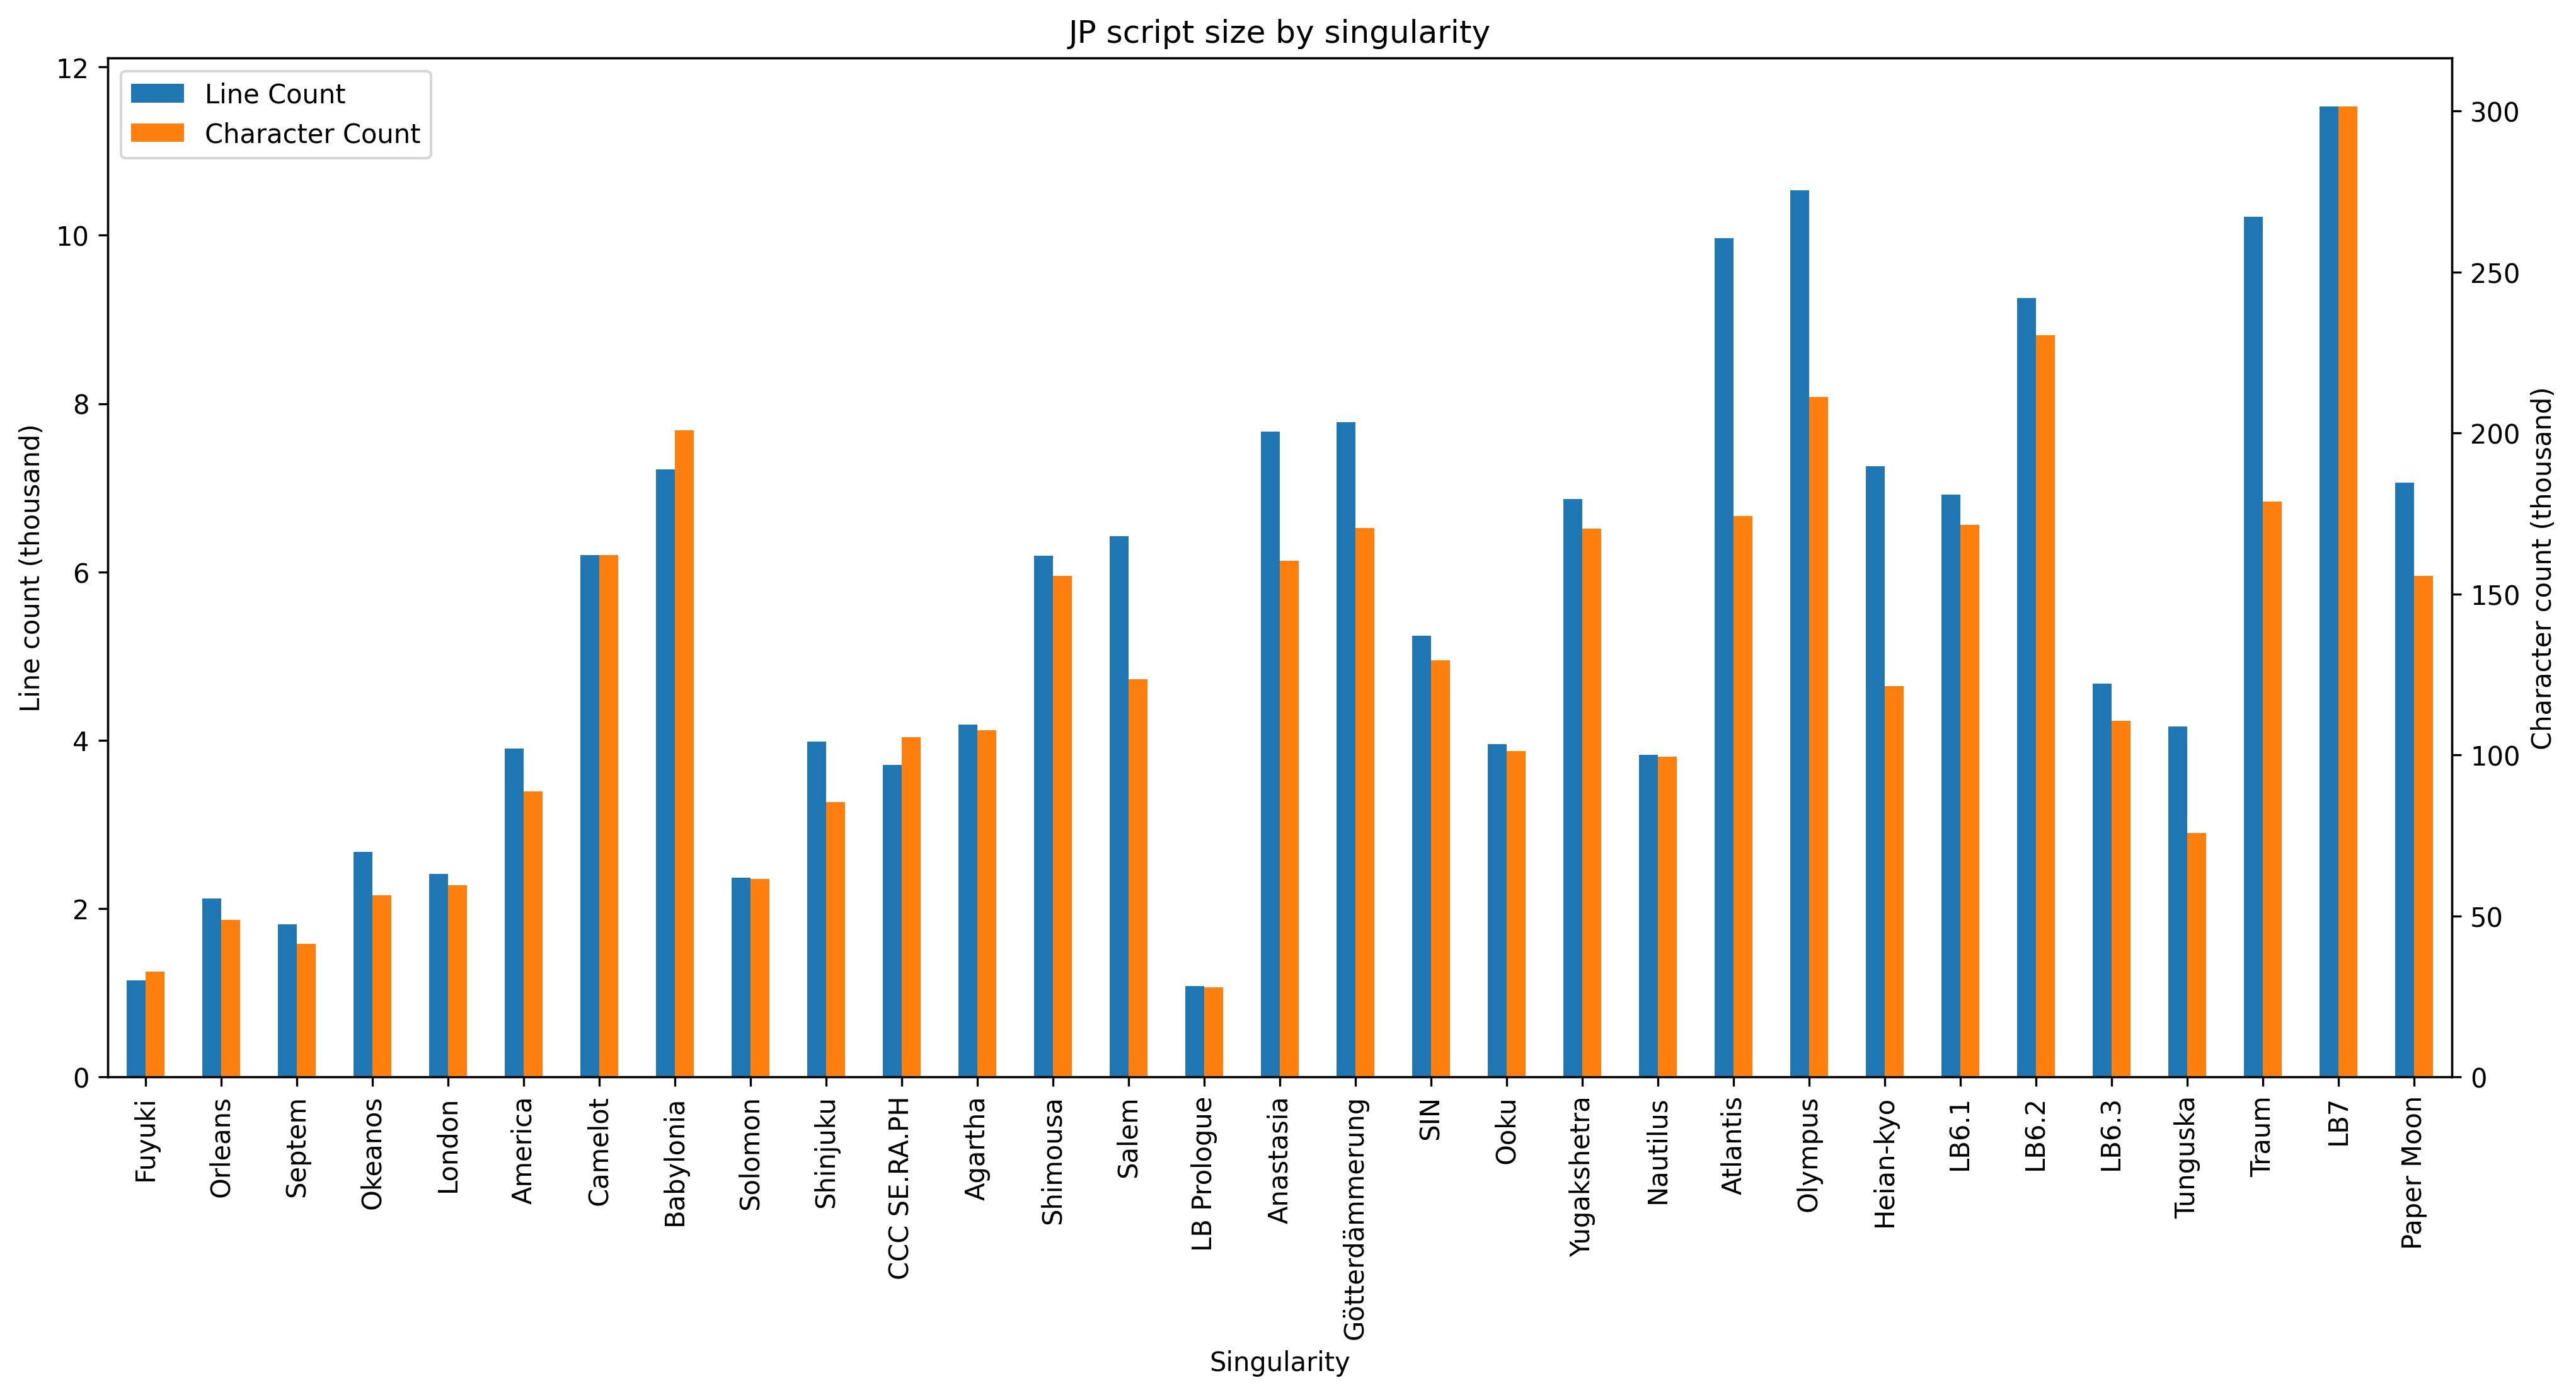 JP script size by singularity
Line Count
Character Count
Line count (thousand)
12
10
8
6
4
2
0
Character count (thousand)
300
250
200
150
100
50
0
Fuyuki
Orleans
Septem
Okeanos
London
America
Camelot
Babylonia
Solomon
Shinjuku
CCC SE.RA.PH
Agartha
Shimousa
Salem
LB Prologue
Anastasia
Götterdämmerung
SIN
Ooku
Yugakshetra
Nautilus
Atlantis
Olympus
Heian-kyo
LB6.1
LB6.2
LB6.3
Tunguska
Traum
LB7
Paper Moon
Singularity